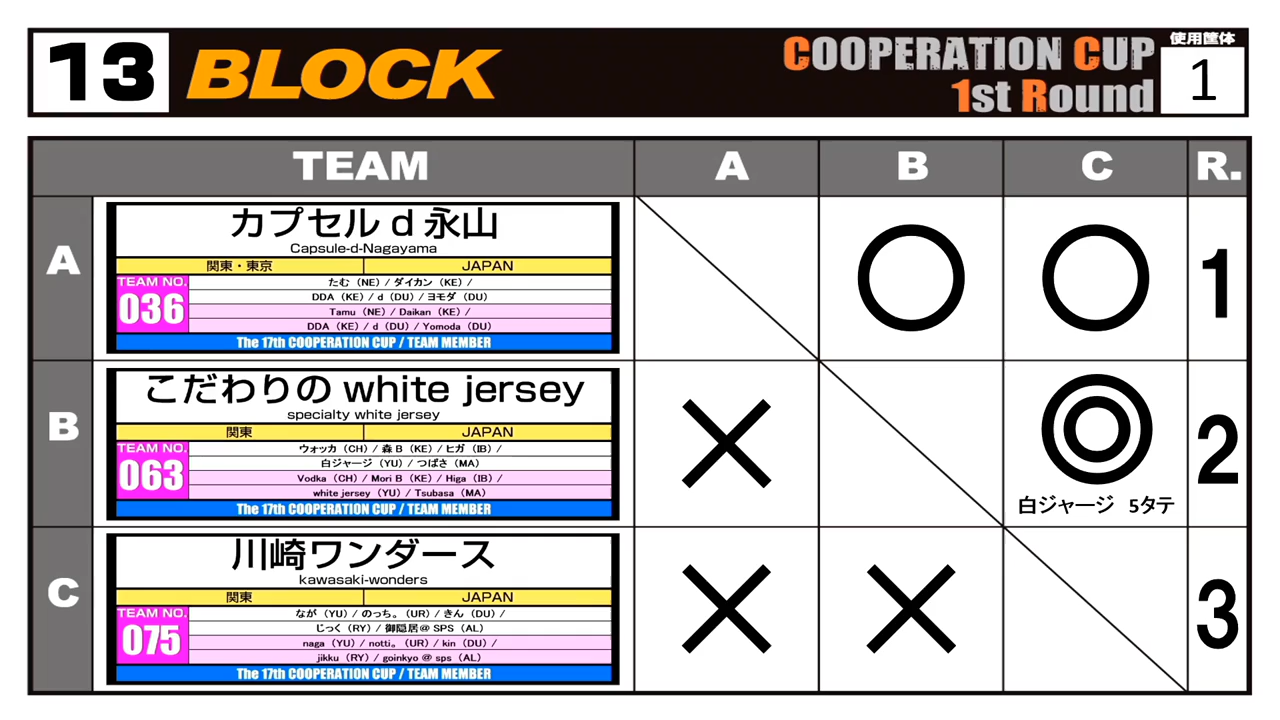 13 BLOCK
COOPERATION CUP
1st Round
使用筐体
1
TEAM A B C R.
A
カプセルd永山
Capsule-d-Nagayama
関東・東京 JAPAN
TEAM NO.
036
たむ（NE）/ ダイカン（KE）/
DDA（KE）/ d（DU）/ ヨモダ（DU）
Tamu（NE）/ Daikan（KE）/
DDA（KE）/ d（DU）/ Yomoda（DU）
The 17th COOPERATION CUP / TEAM MEMBER
○ ○ 1
B
こだわりの white jersey
specialty white jersey
関東 JAPAN
TEAM NO.
063
ウォッカ（CH）/ 森B（KE）/ ヒガ（IB）/
白ジャージ（YU）/ つばさ（MA）
Vodka（CH）/ Mori B（KE）/ Higa（IB）/
white jersey（YU）/ Tsubasa（MA）
The 17th COOPERATION CUP / TEAM MEMBER
× ◎ 2
白ジャージ 5タテ
C
川崎ワンダース
kawasaki-wonders
関東 JAPAN
TEAM NO.
075
なが（YU）/ のっち。（UR）/ きん（DU）/
じっく（RY）/ 御隠居@SPS（AL）
naga（YU）/ notti。（UR）/ kin（DU）/
jikku（RY）/ goinkyo@sps（AL）
The 17th COOPERATION CUP / TEAM MEMBER
× × 3